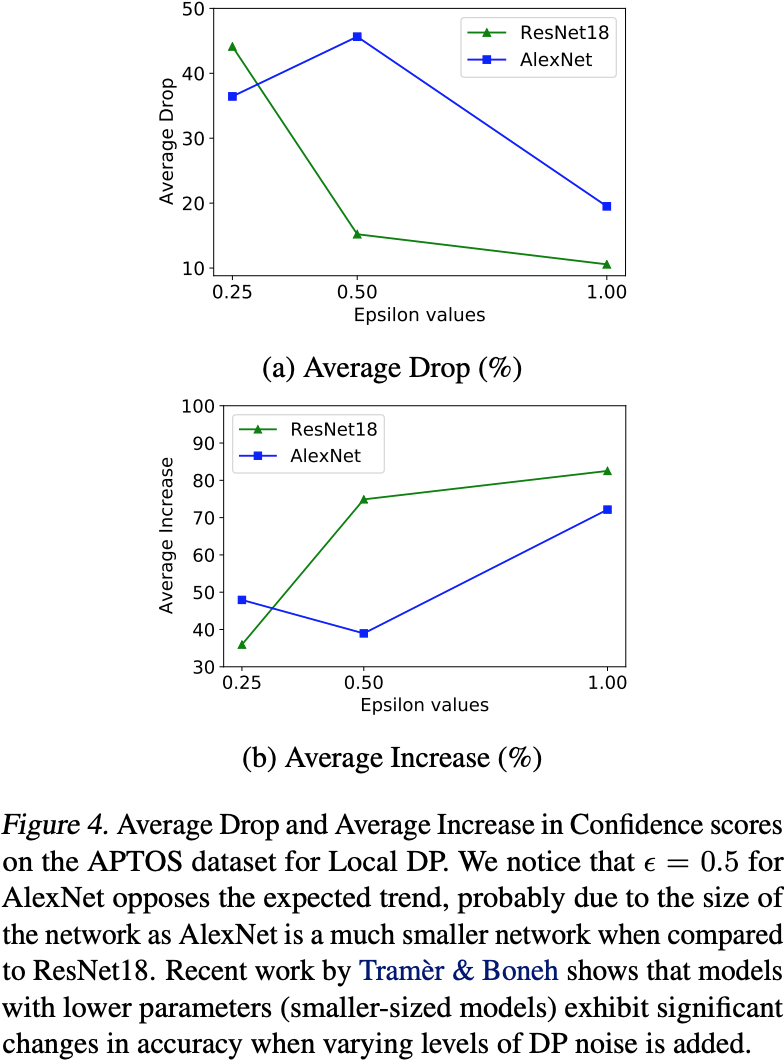 50
40
30
20
10
Average Drop
ResNet18
AlexNet
0.25 0.50 1.00
Epsilon values
(a) Average Drop (%)
100
90
80
70
60
50
40
30
Average Increase
ResNet18
AlexNet
0.25 0.50 1.00
Epsilon values
(b) Average Increase (%)
Figure 4. Average Drop and Average Increase in Confidence scores
on the APTOS dataset for Local DP. We notice that ϵ = 0.5 for
AlexNet opposes the expected trend, probably due to the size of
the network as AlexNet is a much smaller network when compared
to ResNet18. Recent work by Tramèr & Boneh shows that models
with lower parameters (smaller-sized models) exhibit significant
changes in accuracy when varying levels of DP noise is added.